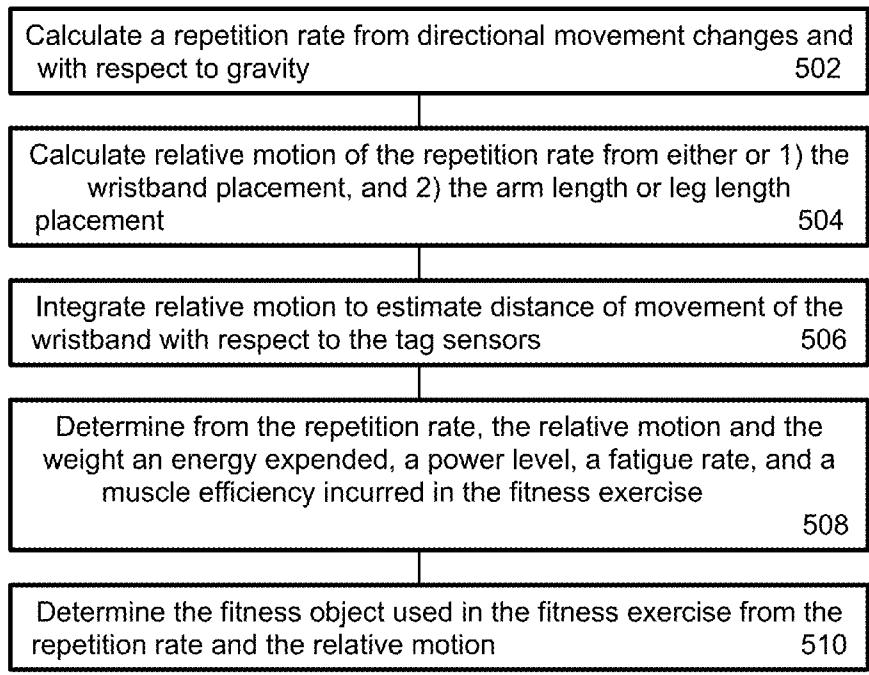 Calculate a repetition rate from directional movement changes and
with respect to gravity 502
Calculate relative motion of the repetition rate from either or 1) the
wristband placement, and 2) the arm length or leg length
placement 504
Integrate relative motion to estimate distance of movement of the
wristband with respect to the tag sensors 506
Determine from the repetition rate, the relative motion and the
weight an energy expended, a power level, a fatigue rate, and a
muscle efficiency incurred in the fitness exercise
508
Determine the fitness object used in the fitness exercise from the
repetition rate and the relative motion 510